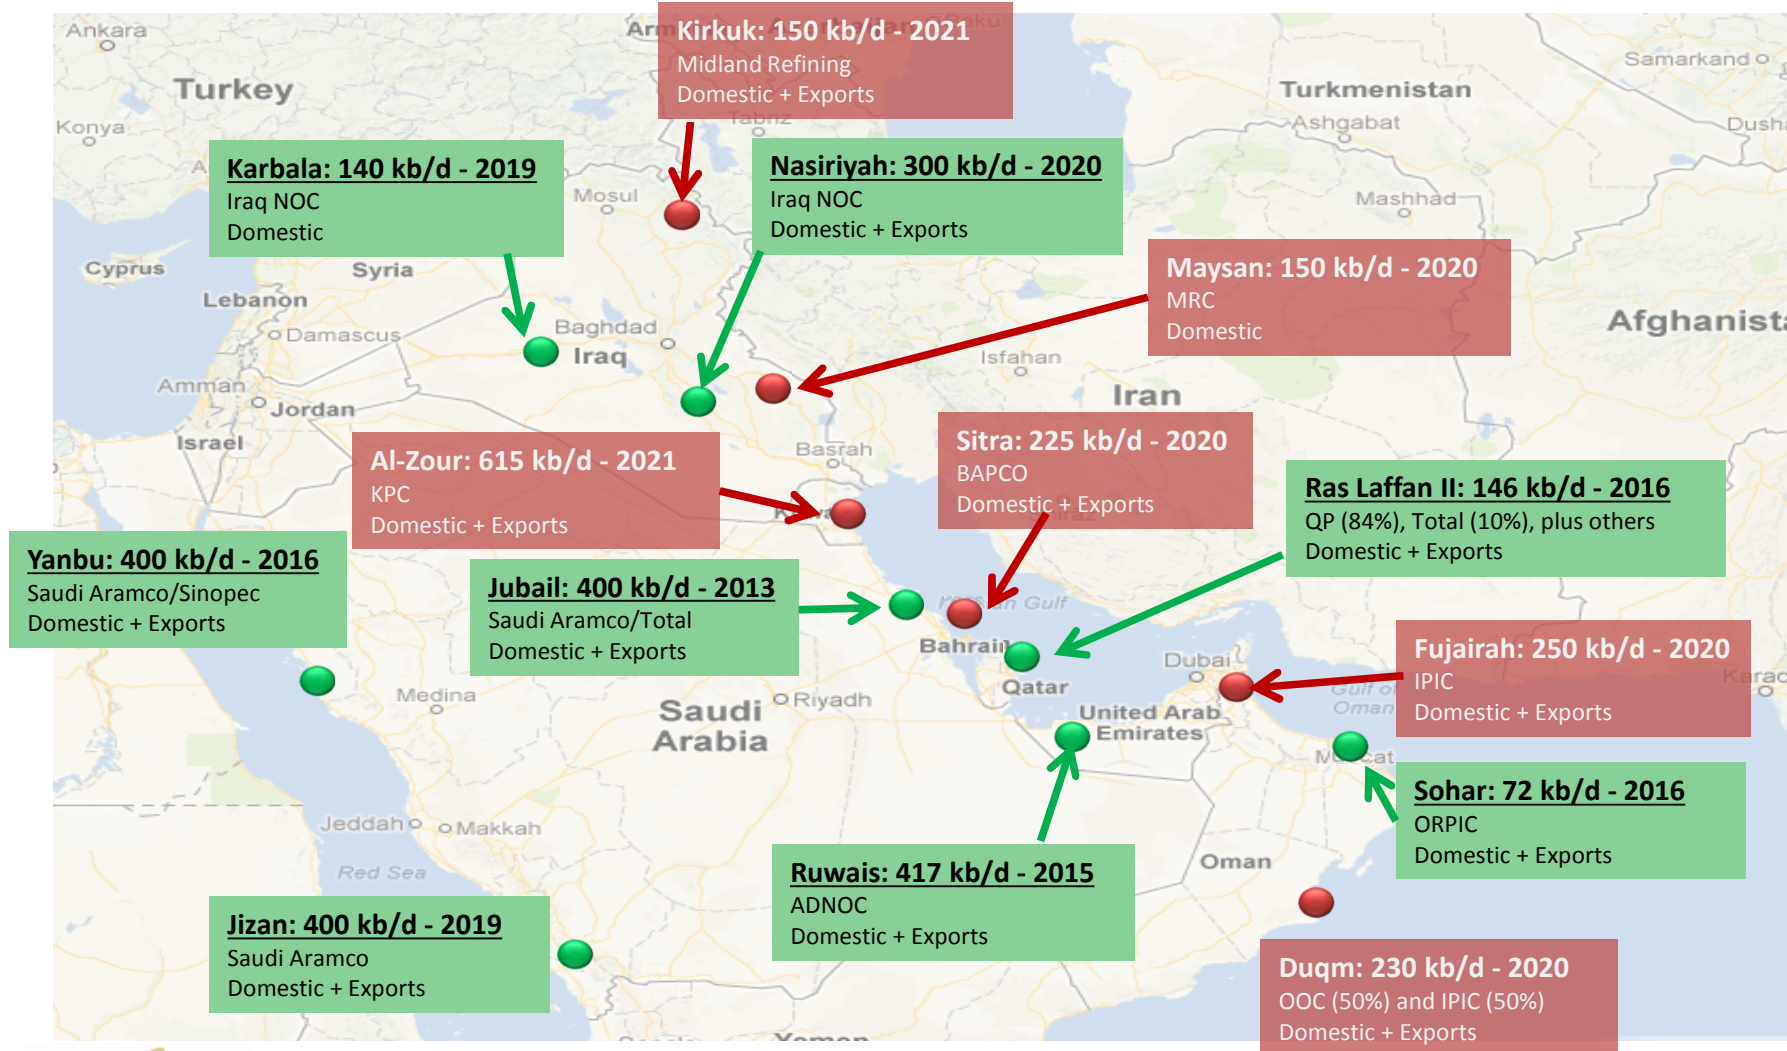 Ankara
Turkey
Konya
Cyprus
Syria
Lebanon
Damascus
Amman
Jordan
Israel
Mosul
Baghdad
Iraq
Basrah
Tabriz
Baku
Turkmenistan
Ashgabat
Samarkand
Mashhad
Isfahan
Iran
Kirkuk: 150 kb/d - 2021
Midland Refining
Domestic + Exports
Karbala: 140 kb/d - 2019
Iraq NOC
Domestic
Nasiriyah: 300 kb/d - 2020
Iraq NOC
Domestic + Exports
Maysan: 150 kb/d - 2020
MRC
Domestic
Al-Zour: 615 kb/d - 2021
KPC
Domestic + Exports
Sitra: 225 kb/d - 2020
BAPCO
Domestic + Exports
Ras Laffan II: 146 kb/d - 2016
QP (84%), Total (10%), plus others
Domestic + Exports
Yanbu: 400 kb/d - 2016
Saudi Aramco/Sinopec
Domestic + Exports
Jubail: 400 kb/d - 2013
Saudi Aramco/Total
Domestic + Exports
Gulf
Bahrain
Qatar
Dubai
United Arab
Emirates
Fujairah: 250 kb/d - 2020
IPIC
Domestic + Exports
Gulf of
Oman
Medina
Saudi
Arabia
Riyadh
Jeddah
Makkah
Red Sea
Sohar: 72 kb/d - 2016
ORPIC
Domestic + Exports
Ruwais: 417 kb/d - 2015
ADNOC
Domestic + Exports
Oman
Jizan: 400 kb/d - 2019
Saudi Aramco
Domestic + Exports
Duqm: 230 kb/d - 2020
OOC (50%) and IPIC (50%)
Domestic + Exports
Yemen